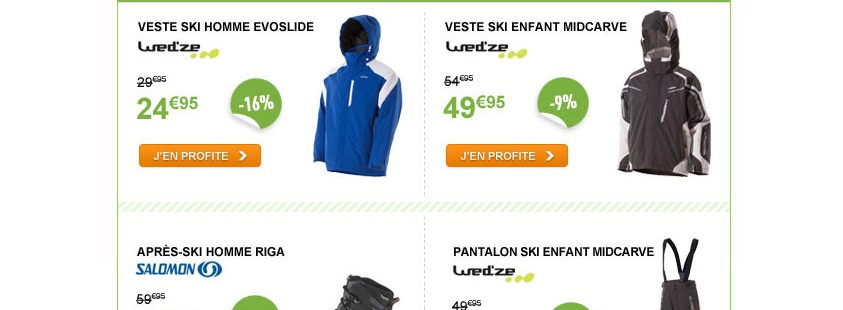 VESTE SKI HOMME EVOSLIDE
wed'ze
29€95
24€95
-16%
J'EN PROFITE
VESTE SKI ENFANT MIDCARVE
wed'ze
54€95
49€95
-9%
J'EN PROFITE
APRÈS-SKI HOMME RIGA
SALOMON
59€95
PANTALON SKI ENFANT MIDCARVE
wed'ze
49€95